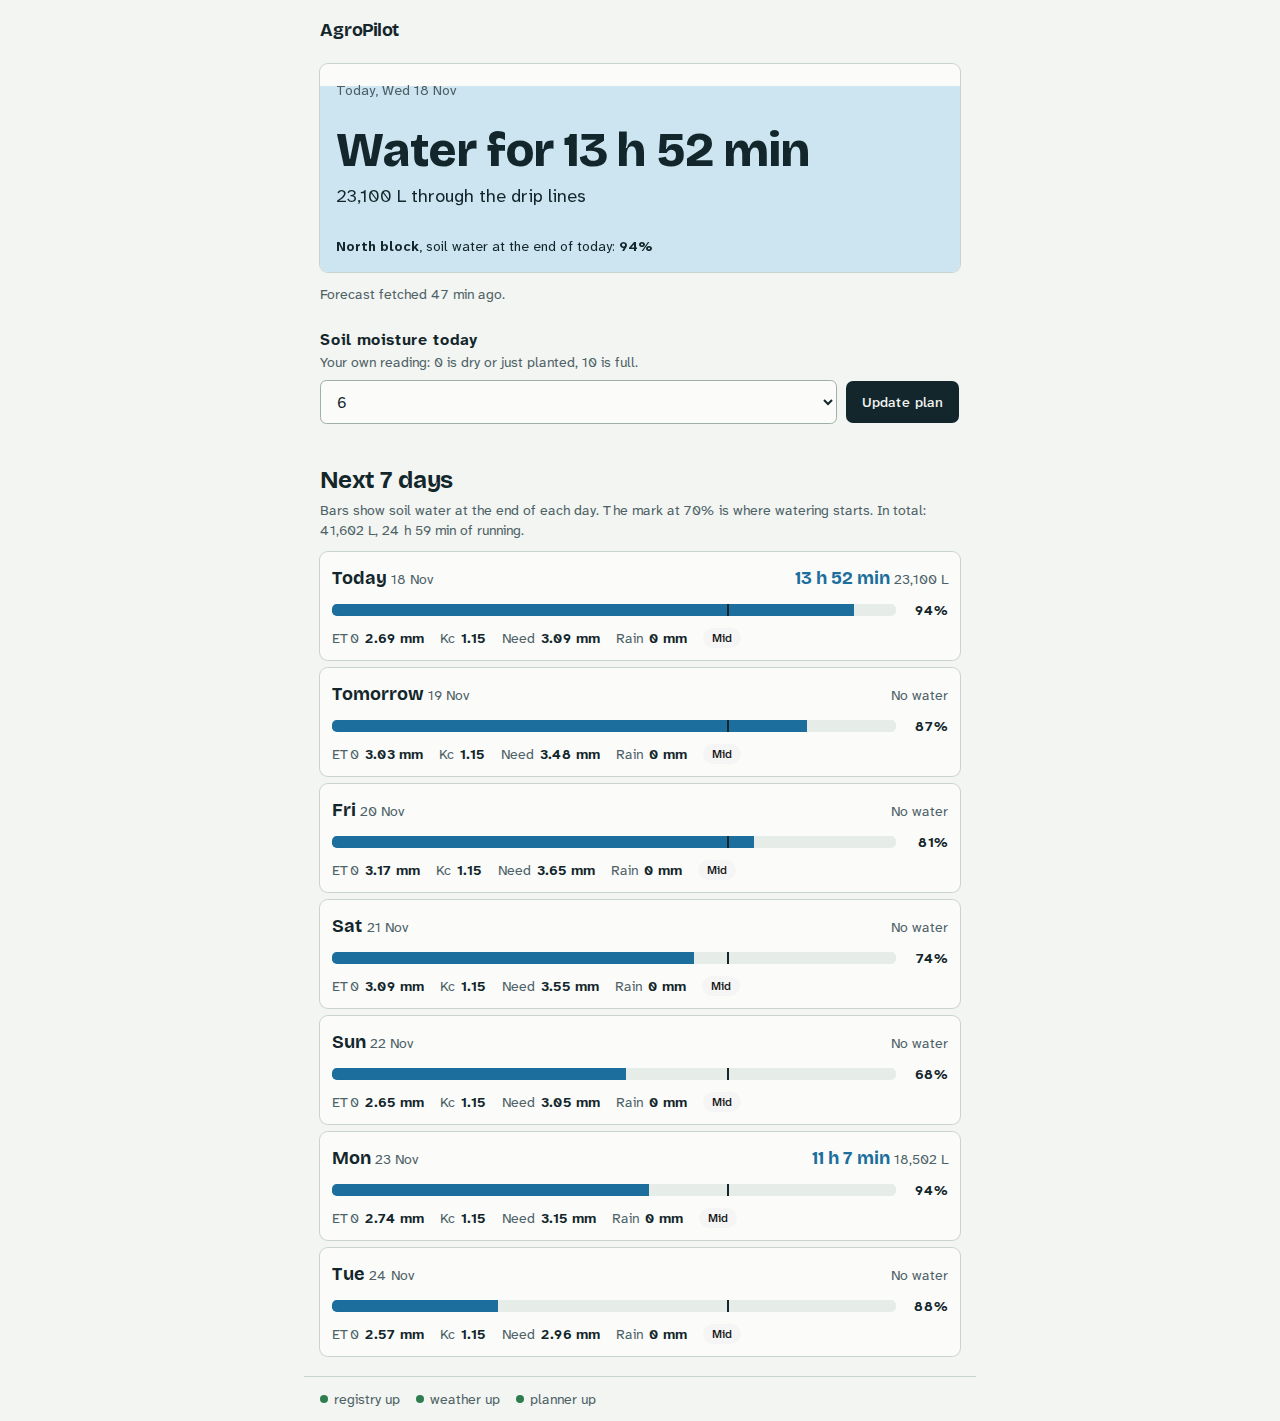 AgroPilot
Today, Wed 18 Nov
Water for 13 h 52 min
23,100 L through the drip lines
North block, soil water at the end of today: 94%
Forecast fetched 47 min ago.
Soil moisture today
Your own reading: 0 is dry or just planted, 10 is full.
6
Update plan
Next 7 days
Bars show soil water at the end of each day. The mark at 70% is where watering starts. In total:
41,602 L, 24 h 59 min of running.
Today 18 Nov 13 h 52 min 23,100 L
94%
ET0 2.69 mm Kc 1.15 Need 3.09 mm Rain 0 mm Mid
Tomorrow 19 Nov No water
87%
ET0 3.03 mm Kc 1.15 Need 3.48 mm Rain 0 mm Mid
Fri 20 Nov No water
81%
ET0 3.17 mm Kc 1.15 Need 3.65 mm Rain 0 mm Mid
Sat 21 Nov No water
74%
ET0 3.09 mm Kc 1.15 Need 3.55 mm Rain 0 mm Mid
Sun 22 Nov No water
68%
ET0 2.65 mm Kc 1.15 Need 3.05 mm Rain 0 mm Mid
Mon 23 Nov 11 h 7 min 18,502 L
94%
ET0 2.74 mm Kc 1.15 Need 3.15 mm Rain 0 mm Mid
Tue 24 Nov No water
88%
ET0 2.57 mm Kc 1.15 Need 2.96 mm Rain 0 mm Mid
registry up weather up planner up